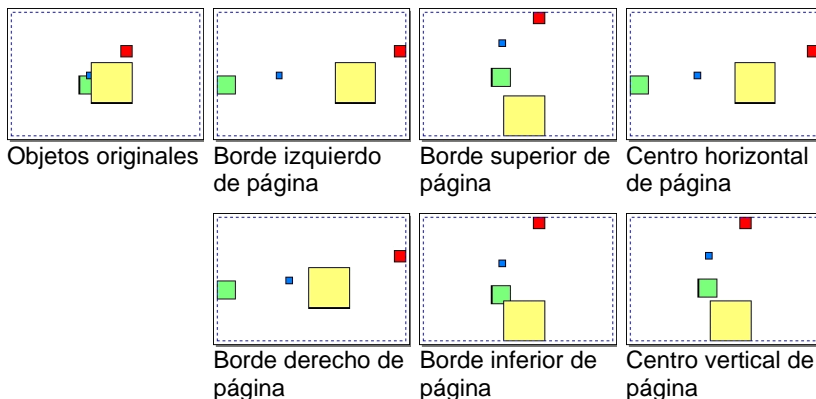 Objetos originales
Borde izquierdo
de página
Borde superior de
página
Centro horizontal
de página
Borde derecho de
página
Borde inferior de
página
Centro vertical de
página